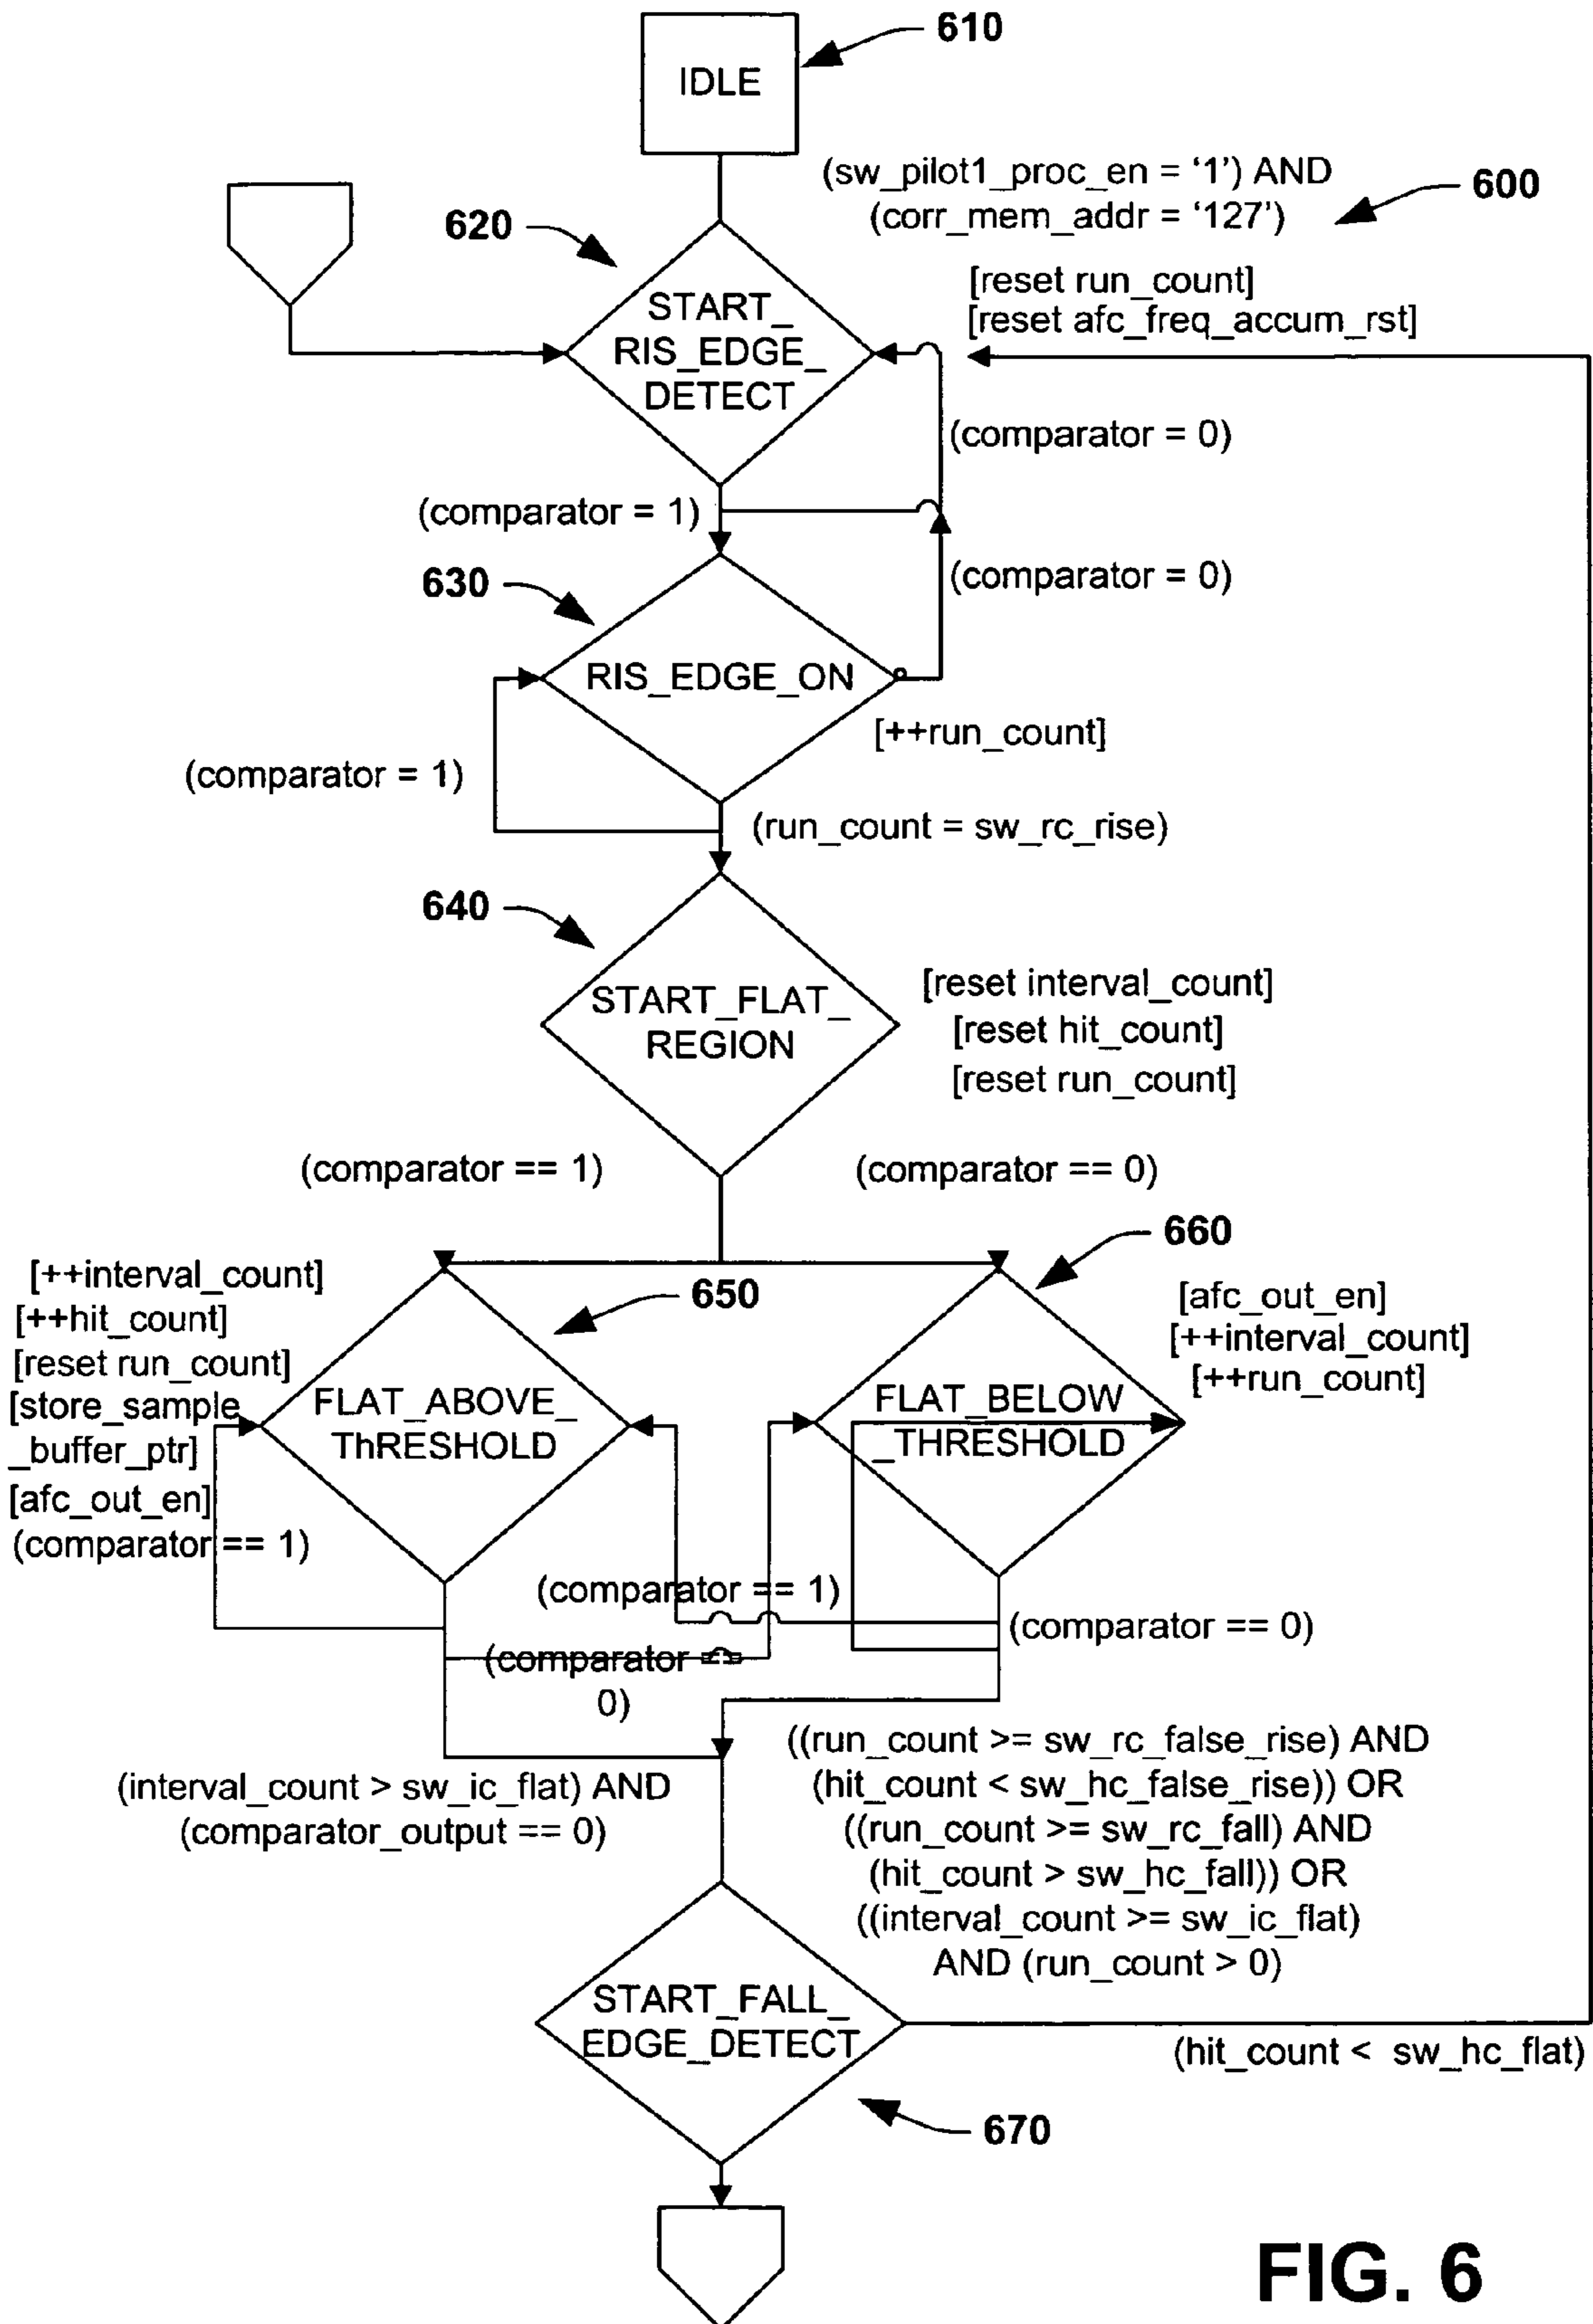 610
IDLE
(sw_pilot1_proc_en = ‘1’) AND
(corr_mem_addr = ‘127’)
600
620
[reset run_count]
[reset afc_freq_accum_rst]
START_
RIS_EDGE_
DETECT
(comparator = 0)
(comparator = 1)
630
(comparator = 0)
RIS_EDGE_ON
[++run_count]
(comparator = 1)
(run_count = sw_rc_rise)
640
START_FLAT_
REGION
[reset interval_count]
[reset hit_count]
[reset run_count]
(comparator == 1)
(comparator == 0)
660
650
[++interval_count]
[++hit_count]
[reset run_count]
[store_sample
_buffer_ptr]
[afc_out_en]
(comparator == 1)
FLAT_ABOVE_
ThRESHOLD
FLAT_BELOW
_THRESHOLD
[afc_out_en]
[++interval_count]
[++run_count]
(comparator == 1)
(comparator == 0)
(comparator ==
0)
(interval_count > sw_ic_flat) AND
(comparator_output == 0)
((run_count >= sw_rc_false_rise) AND
(hit_count < sw_hc_false_rise)) OR
((run_count >= sw_rc_fall) AND
(hit_count > sw_hc_fall)) OR
((interval_count >= sw_ic_flat)
AND (run_count > 0)
START_FALL_
EDGE_DETECT
(hit_count < sw_hc_flat)
670
FIG. 6